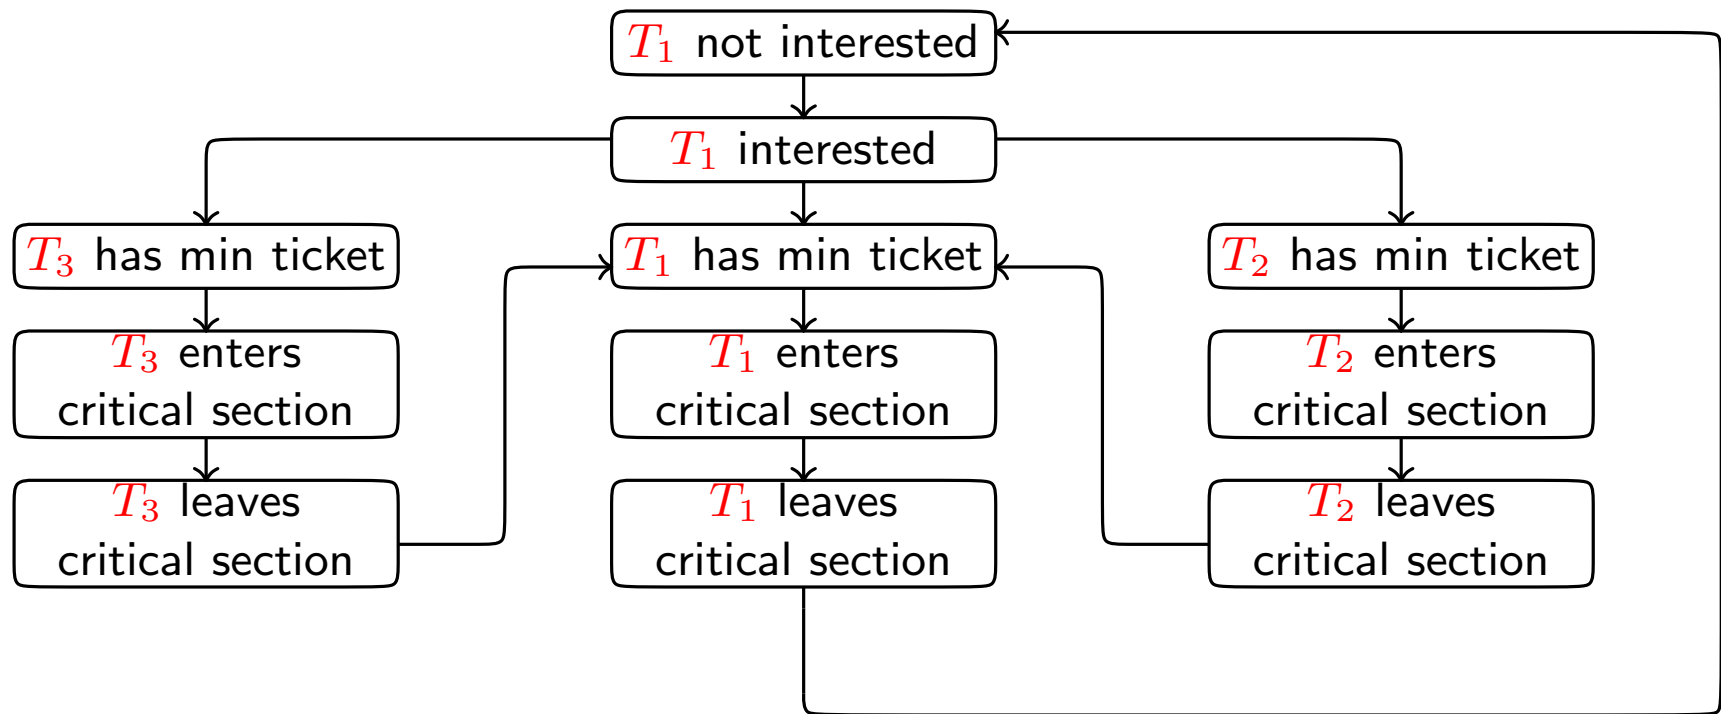 T₁ not interested
T₁ interested
T₃ has min ticket
T₁ has min ticket
T₂ has min ticket
T₃ enters
critical section
T₁ enters
critical section
T₂ enters
critical section
T₃ leaves
critical section
T₁ leaves
critical section
T₂ leaves
critical section